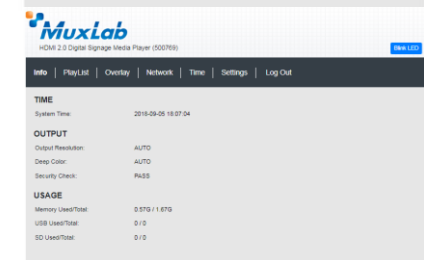 MuxLab
HDMI 2.0 Digital Signage Media Player (500769)
Blink LED
Info | PlayList | Overlay | Network | Time | Settings | Log Out
TIME
System Time: 2018-09-05 18:07:04
OUTPUT
Output Resolution: AUTO
Deep Color: AUTO
Security Check: PASS
USAGE
Memory Used/Total: 0.57G / 1.67G
USB Used/Total: 0 / 0
SD Used/Total: 0 / 0